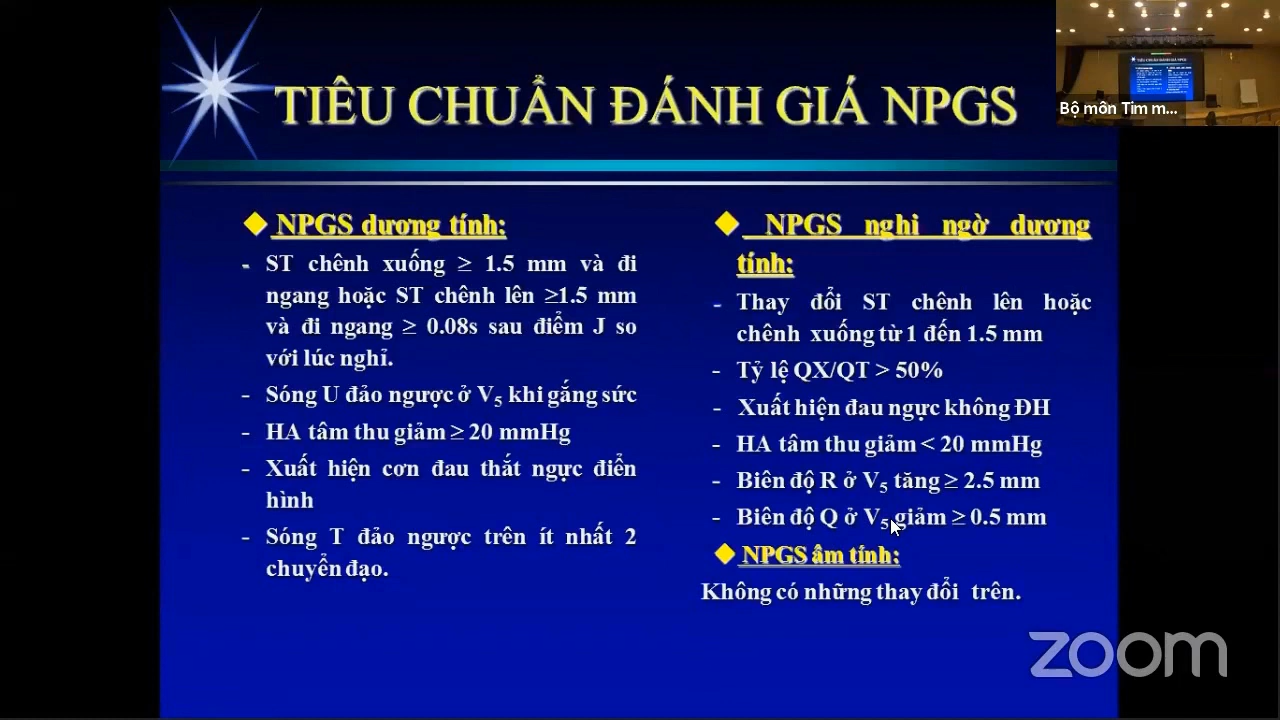 TIÊU CHUẨN ĐÁNH GIÁ NPGS
NPGS dương tính:
- ST chênh xuống ≥ 1.5 mm và đi
ngang hoặc ST chênh lên ≥1.5 mm
và đi ngang ≥ 0.08s sau điểm J so
với lúc nghỉ.
- Sóng U đảo ngược ở V5 khi gắng sức
- HA tâm thu giảm ≥ 20 mmHg
- Xuất hiện cơn đau thắt ngực điển
hình
- Sóng T đảo ngược trên ít nhất 2
chuyển đạo.
NPGS nghi ngờ dương
tính:
- Thay đổi ST chênh lên hoặc
chênh xuống từ 1 đến 1.5 mm
- Tỷ lệ QX/QT > 50%
- Xuất hiện đau ngực không ĐH
- HA tâm thu giảm < 20 mmHg
- Biên độ R ở V5 tăng ≥ 2.5 mm
- Biên độ Q ở V5 giảm ≥ 0.5 mm
NPGS âm tính:
Không có những thay đổi trên.
TIÊU CHUẨN ĐÁNH GIÁ NPGS
Bộ môn Tim m...
zoom